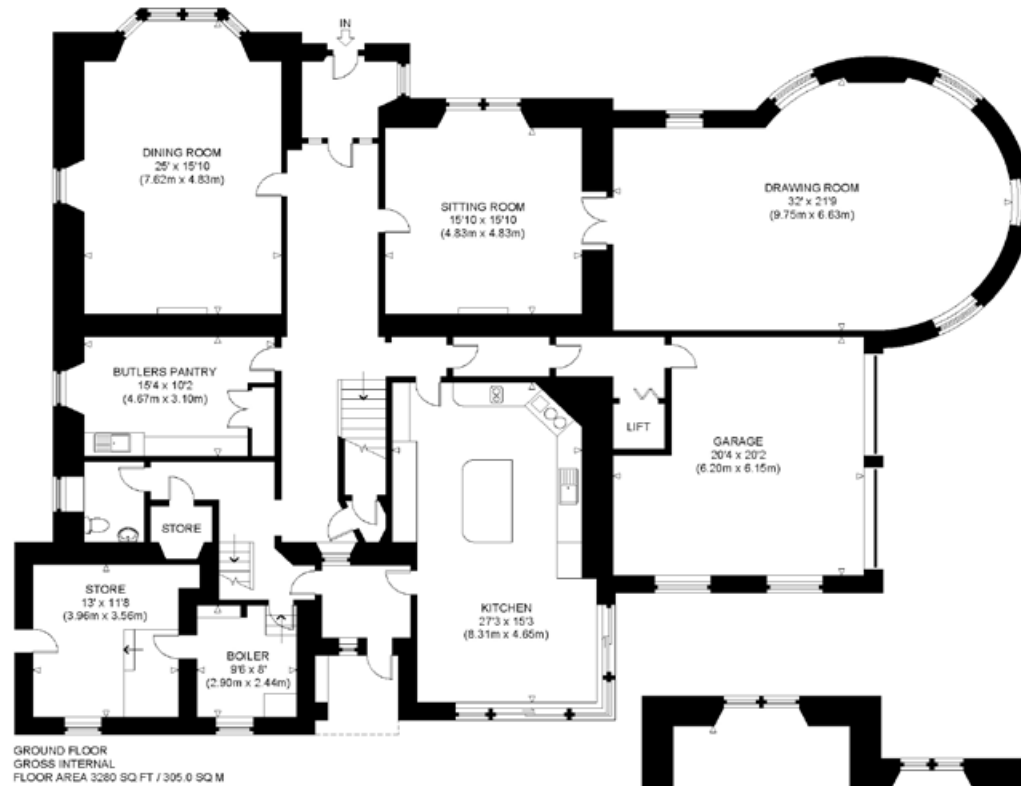 IN
DINING ROOM
25' x 15'10
(7.62m x 4.83m)
SITTING ROOM
15'10 x 15'10
(4.83m x 4.83m)
DRAWING ROOM
32' x 21'9
(9.75m x 6.63m)
BUTLERS PANTRY
15'4 x 10'2
(4.67m x 3.10m)
LIFT
GARAGE
20'4 x 20'2
(6.20m x 6.15m)
STORE
STORE
13' x 11'8
(3.96m x 3.56m)
KITCHEN
27'3 x 15'3
(8.31m x 4.65m)
BOILER
9'6 x 8'
(2.90m x 2.44m)
GROUND FLOOR
GROSS INTERNAL
FLOOR AREA 3280 SQ FT / 305.0 SQ M